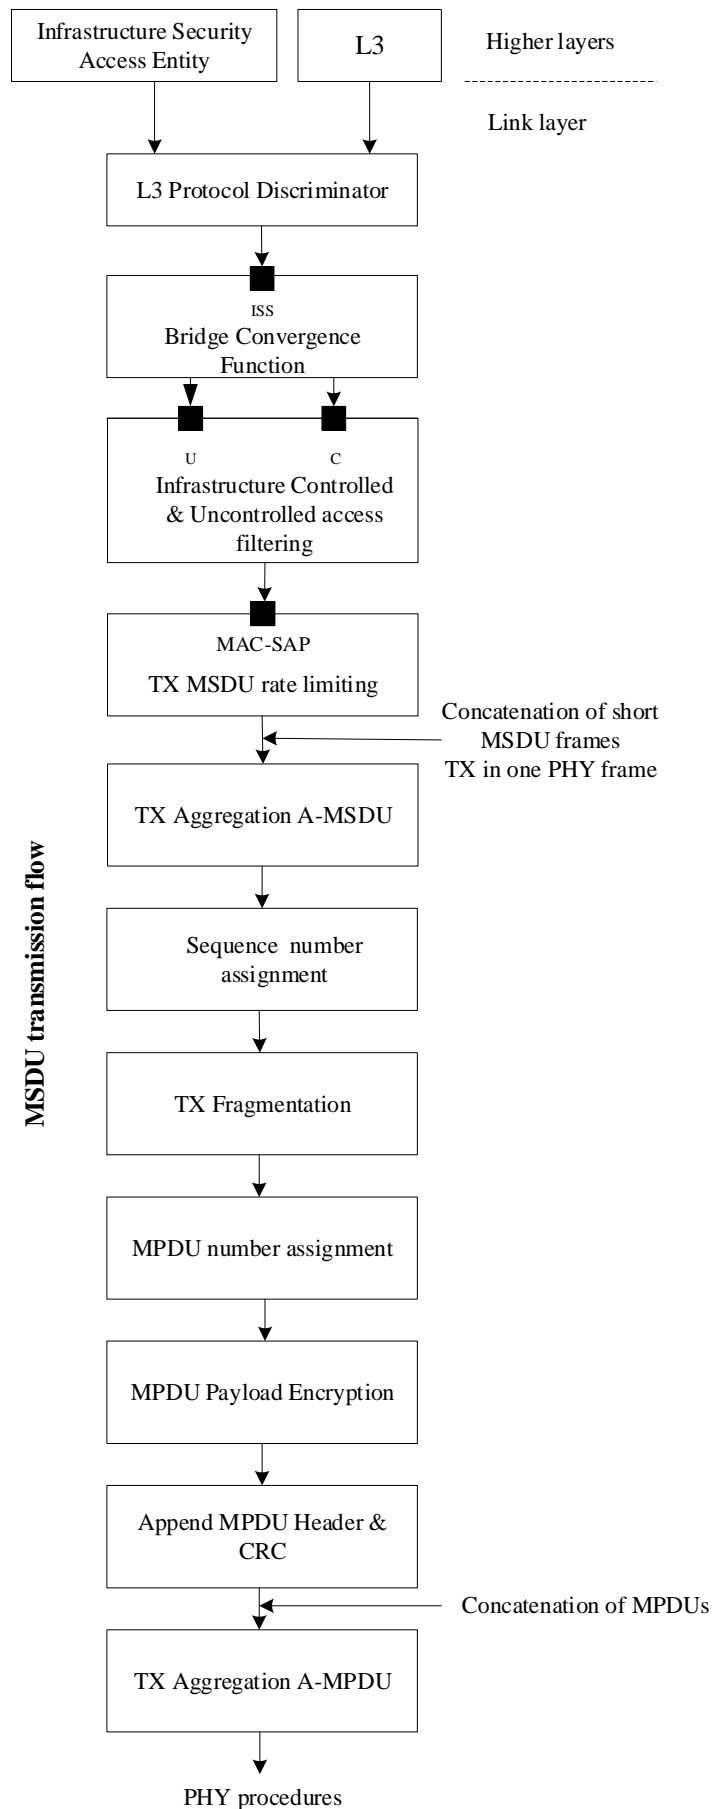 Infrastructure Security
Access Entity
L3
Higher layers
Link layer
L3 Protocol Discriminator
ISS
Bridge Convergence
Function
U
C
Infrastructure Controlled
& Uncontrolled access
filtering
MAC-SAP
TX MSDU rate limiting
Concatenation of short
MSDU frames
TX in one PHY frame
TX Aggregation A-MSDU
MSDU transmission flow
Sequence number
assignment
TX Fragmentation
MPDU number assignment
MPDU Payload Encryption
Append MPDU Header &
CRC
Concatenation of MPDUs
TX Aggregation A-MPDU
PHY procedures